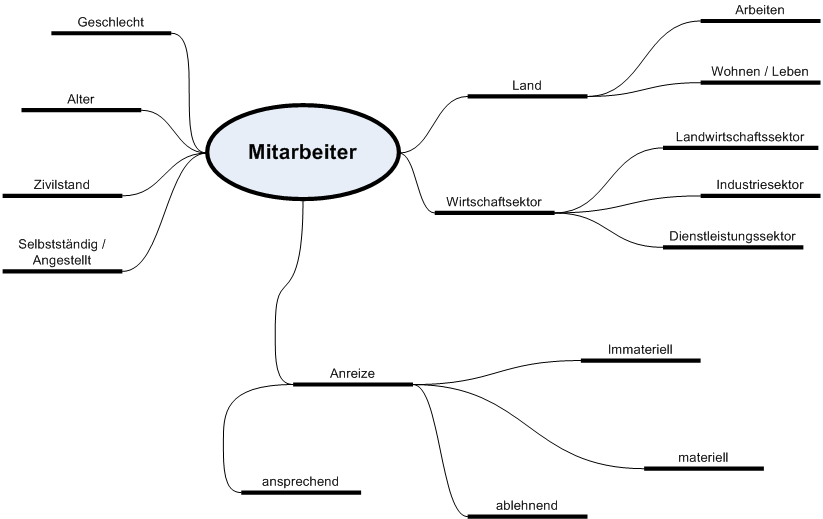 Geschlecht
Alter
Zivilstand
Selbstständig /
Angestellt
Mitarbeiter
Land
Arbeiten
Wohnen / Leben
Wirtschaftsektor
Landwirtschaftssektor
Industriesektor
Dienstleistungssektor
Anreize
Immateriell
materiell
ansprechend
ablehnend